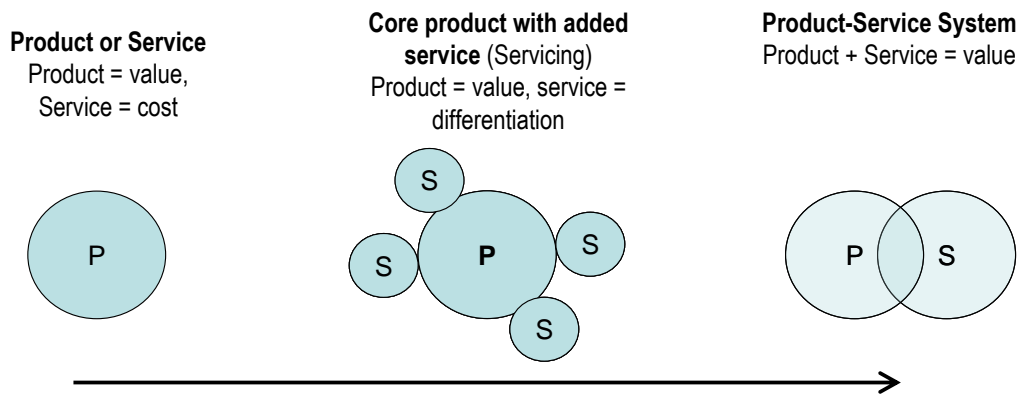 Product or Service
Product = value,
Service = cost
Core product with added
service (Servicing)
Product = value, service =
differentiation
Product-Service System
Product + Service = value
P
S
S
P
S
S
P
S